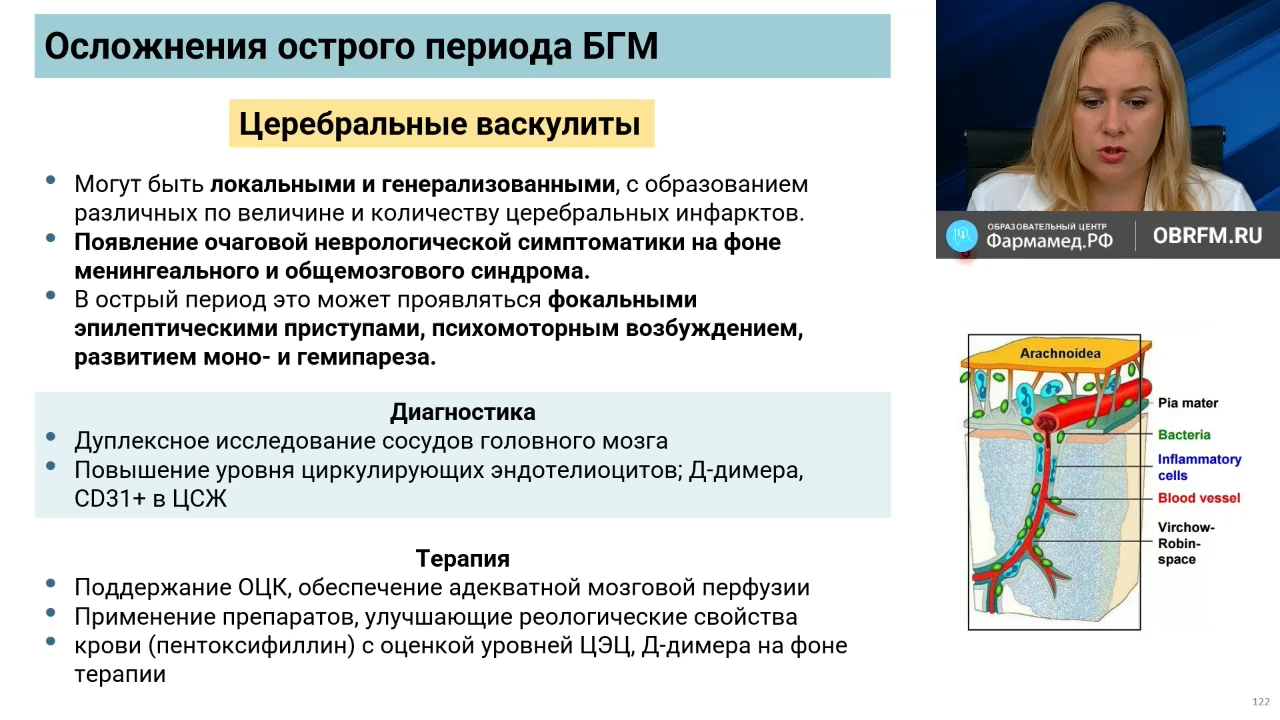 Осложнения острого периода БГМ
Церебральные васкулиты
Могут быть локальными и генерализованными, с образованием
различных по величине и количеству церебральных инфарктов.
Появление очаговой неврологической симптоматики на фоне
менингеального и общемозгового синдрома.
В острый период это может проявляться фокальными
эпилептическими приступами, психомоторным возбуждением,
развитием моно- и гемипареза.
Диагностика
Дуплексное исследование сосудов головного мозга
Повышение уровня циркулирующих эндотелиоцитов; Д-димера,
CD31+ в ЦСЖ
Терапия
Поддержание ОЦК, обеспечение адекватной мозговой перфузии
Применение препаратов, улучшающие реологические свойства
крови (пентоксифиллин) с оценкой уровней ЦЭЦ, Д-димера на фоне
терапии
ОБРАЗОВАТЕЛЬНЫЙ ЦЕНТР
Фармамед.РФ
OBRFM.RU
Arachnoidea
Pia mater
Bacteria
Inflammatory
cells
Blood vessel
Virchow-
Robin-
space
122